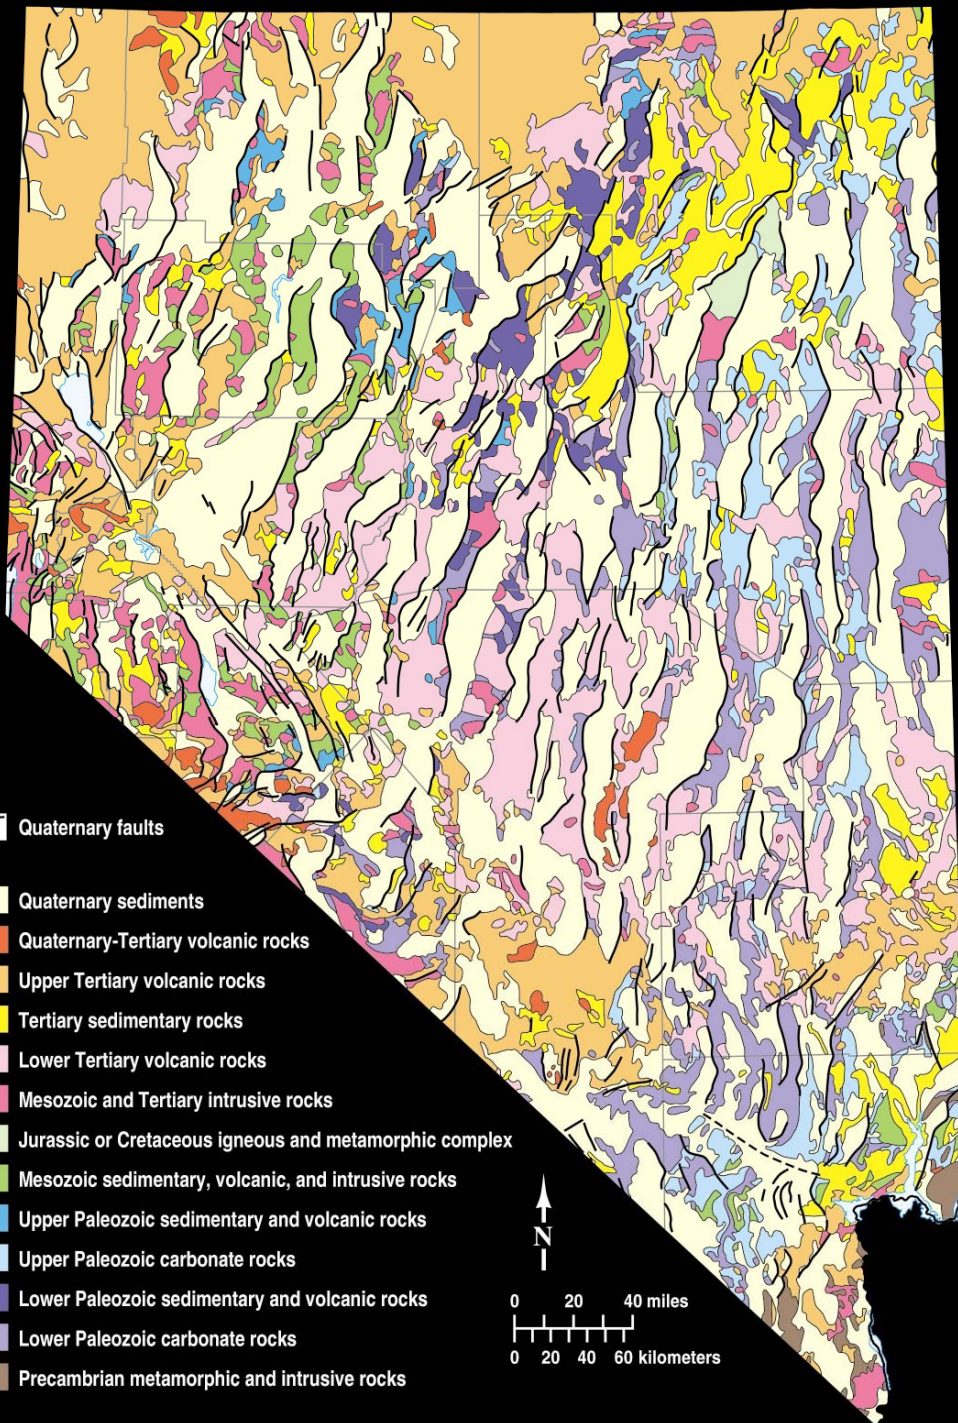 Quaternary faults
Quaternary sediments
Quaternary-Tertiary volcanic rocks
Upper Tertiary volcanic rocks
Tertiary sedimentary rocks
Lower Tertiary volcanic rocks
Mesozoic and Tertiary intrusive rocks
Jurassic or Cretaceous igneous and metamorphic complex
Mesozoic sedimentary, volcanic, and intrusive rocks
Upper Paleozoic sedimentary and volcanic rocks
Upper Paleozoic carbonate rocks
Lower Paleozoic sedimentary and volcanic rocks
Lower Paleozoic carbonate rocks
Precambrian metamorphic and intrusive rocks
N
0 20 40 miles
0 20 40 60 kilometers